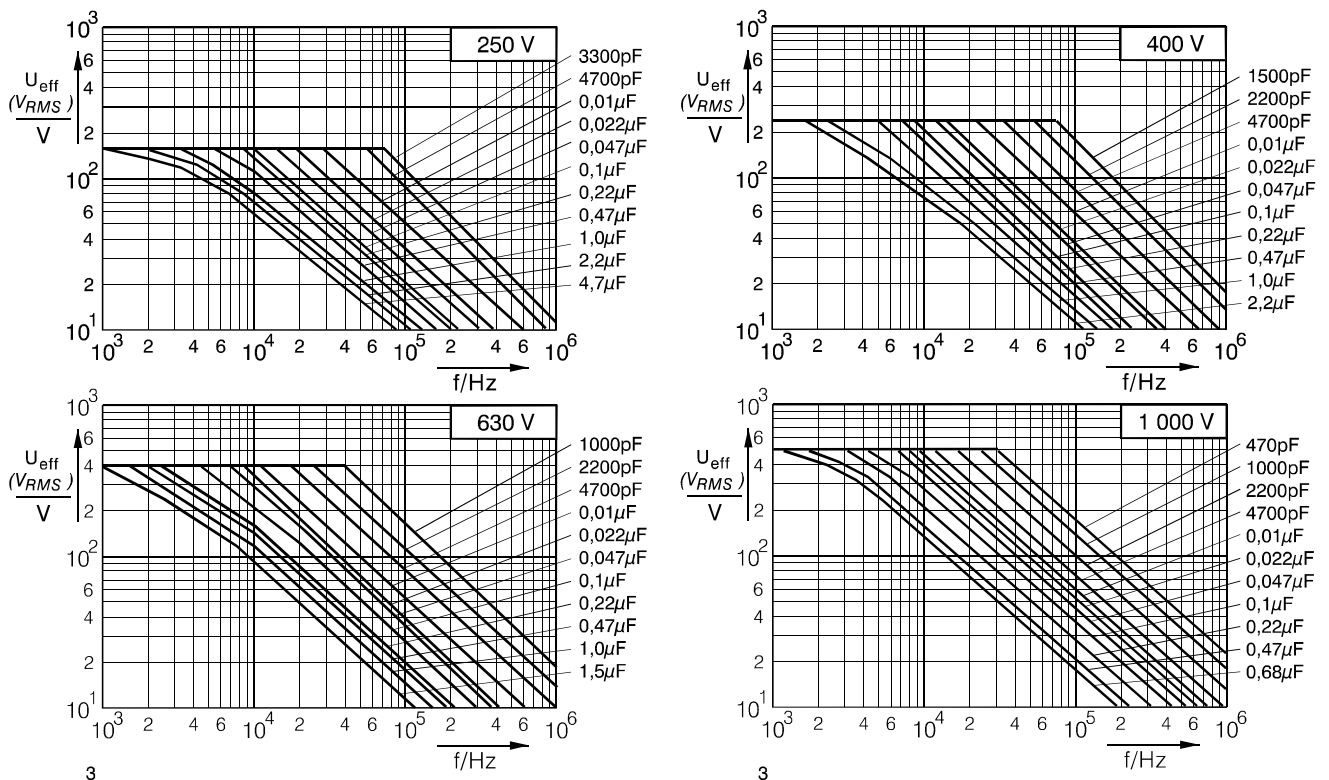 250 V
U eff
(V RMS)
V
10³
6
4
2
10²
6
4
2
10¹
10³ 2 4 6 10⁴ 2 4 6 10⁵ 2 4 6 10⁶
f/Hz
3300pF
4700pF
0,01µF
0,022µF
0,047µF
0,1µF
0,22µF
0,47µF
1,0µF
2,2µF
4,7µF
400 V
U eff
(V RMS)
V
10³
6
4
2
10²
6
4
2
10¹
10³ 2 4 6 10⁴ 2 4 6 10⁵ 2 4 6 10⁶
f/Hz
1500pF
2200pF
4700pF
0,01µF
0,022µF
0,047µF
0,1µF
0,22µF
0,47µF
1,0µF
2,2µF
630 V
U eff
(V RMS)
V
10³
6
4
2
10²
6
4
2
10¹
10³ 2 4 6 10⁴ 2 4 6 10⁵ 2 4 6 10⁶
f/Hz
1000pF
2200pF
4700pF
0,01µF
0,022µF
0,047µF
0,1µF
0,22µF
0,47µF
1,0µF
1,5µF
3
1 000 V
U eff
(V RMS)
V
10³
6
4
2
10²
6
4
2
10¹
10³ 2 4 6 10⁴ 2 4 6 10⁵ 2 4 6 10⁶
f/Hz
470pF
1000pF
2200pF
4700pF
0,01µF
0,022µF
0,047µF
0,1µF
0,22µF
0,47µF
0,68µF
3